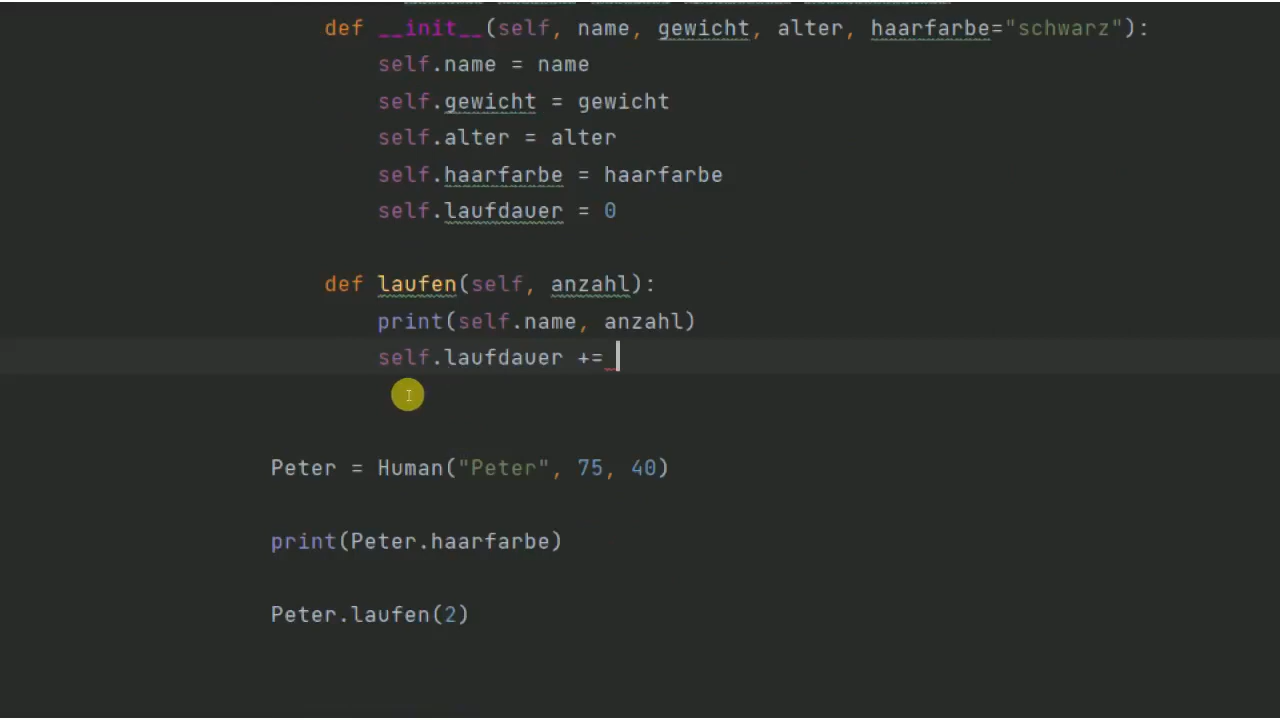 def __init__(self, name, gewicht, alter, haarfarbe="schwarz"):
self.name = name
self.gewicht = gewicht
self.alter = alter
self.haarfarbe = haarfarbe
self.laufdauer = 0
def laufen(self, anzahl):
print(self.name, anzahl)
self.laufdauer +=
Peter = Human("Peter", 75, 40)
print(Peter.haarfarbe)
Peter.laufen(2)